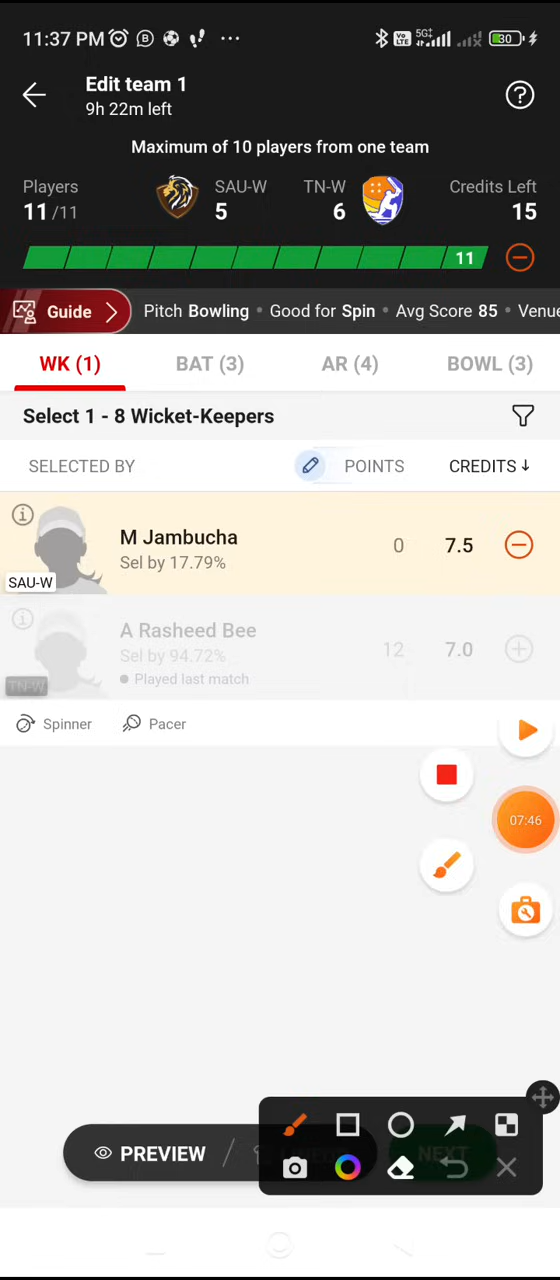 11:37 PM
30
Edit team 1
9h 22m left
Maximum of 10 players from one team
Players SAU-W TN-W Credits Left
11/11 5 6 15
11
Guide Pitch Bowling • Good for Spin • Avg Score 85 • Venue
WK (1) BAT (3) AR (4) BOWL (3)
Select 1 - 8 Wicket-Keepers
SELECTED BY POINTS CREDITS ↓
M Jambucha 0 7.5
Sel by 17.79%
SAU-W
A Rasheed Bee
Sel by 94.72% 12 7.0
Played last match
TN-W
Spinner Pacer
07:46
PREVIEW / NEXT